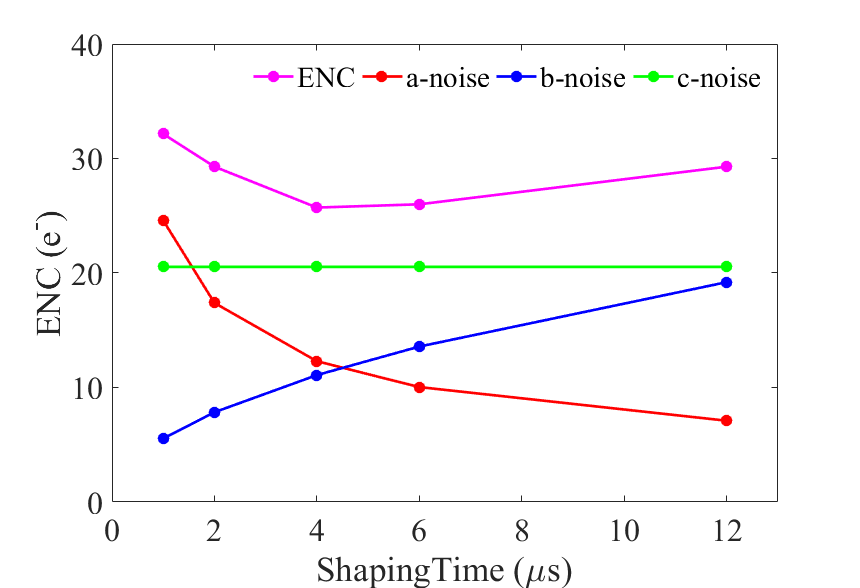 40
ENC a-noise b-noise c-noise
30
20
10
0
ENC (e⁻)
0 2 4 6 8 10 12
ShapingTime (μs)